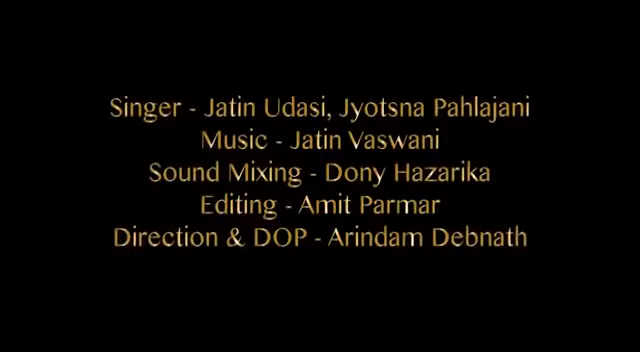 Singer - Jatin Udasi, Jyotsna Pahlajani
Music - Jatin Vaswani
Sound Mixing - Dony Hazarika
Editing - Amit Parmar
Direction & DOP - Arindam Debnath